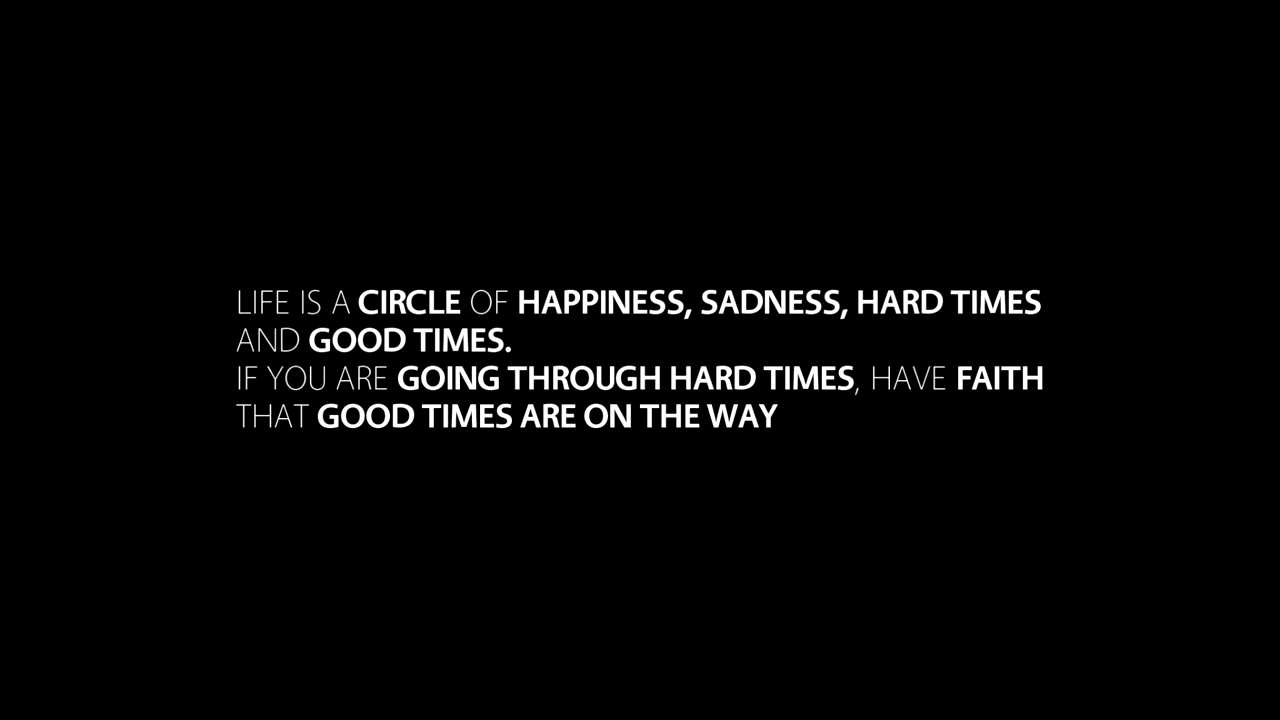 LIFE IS A CIRCLE OF HAPPINESS, SADNESS, HARD TIMES
AND GOOD TIMES.
IF YOU ARE GOING THROUGH HARD TIMES, HAVE FAITH
THAT GOOD TIMES ARE ON THE WAY